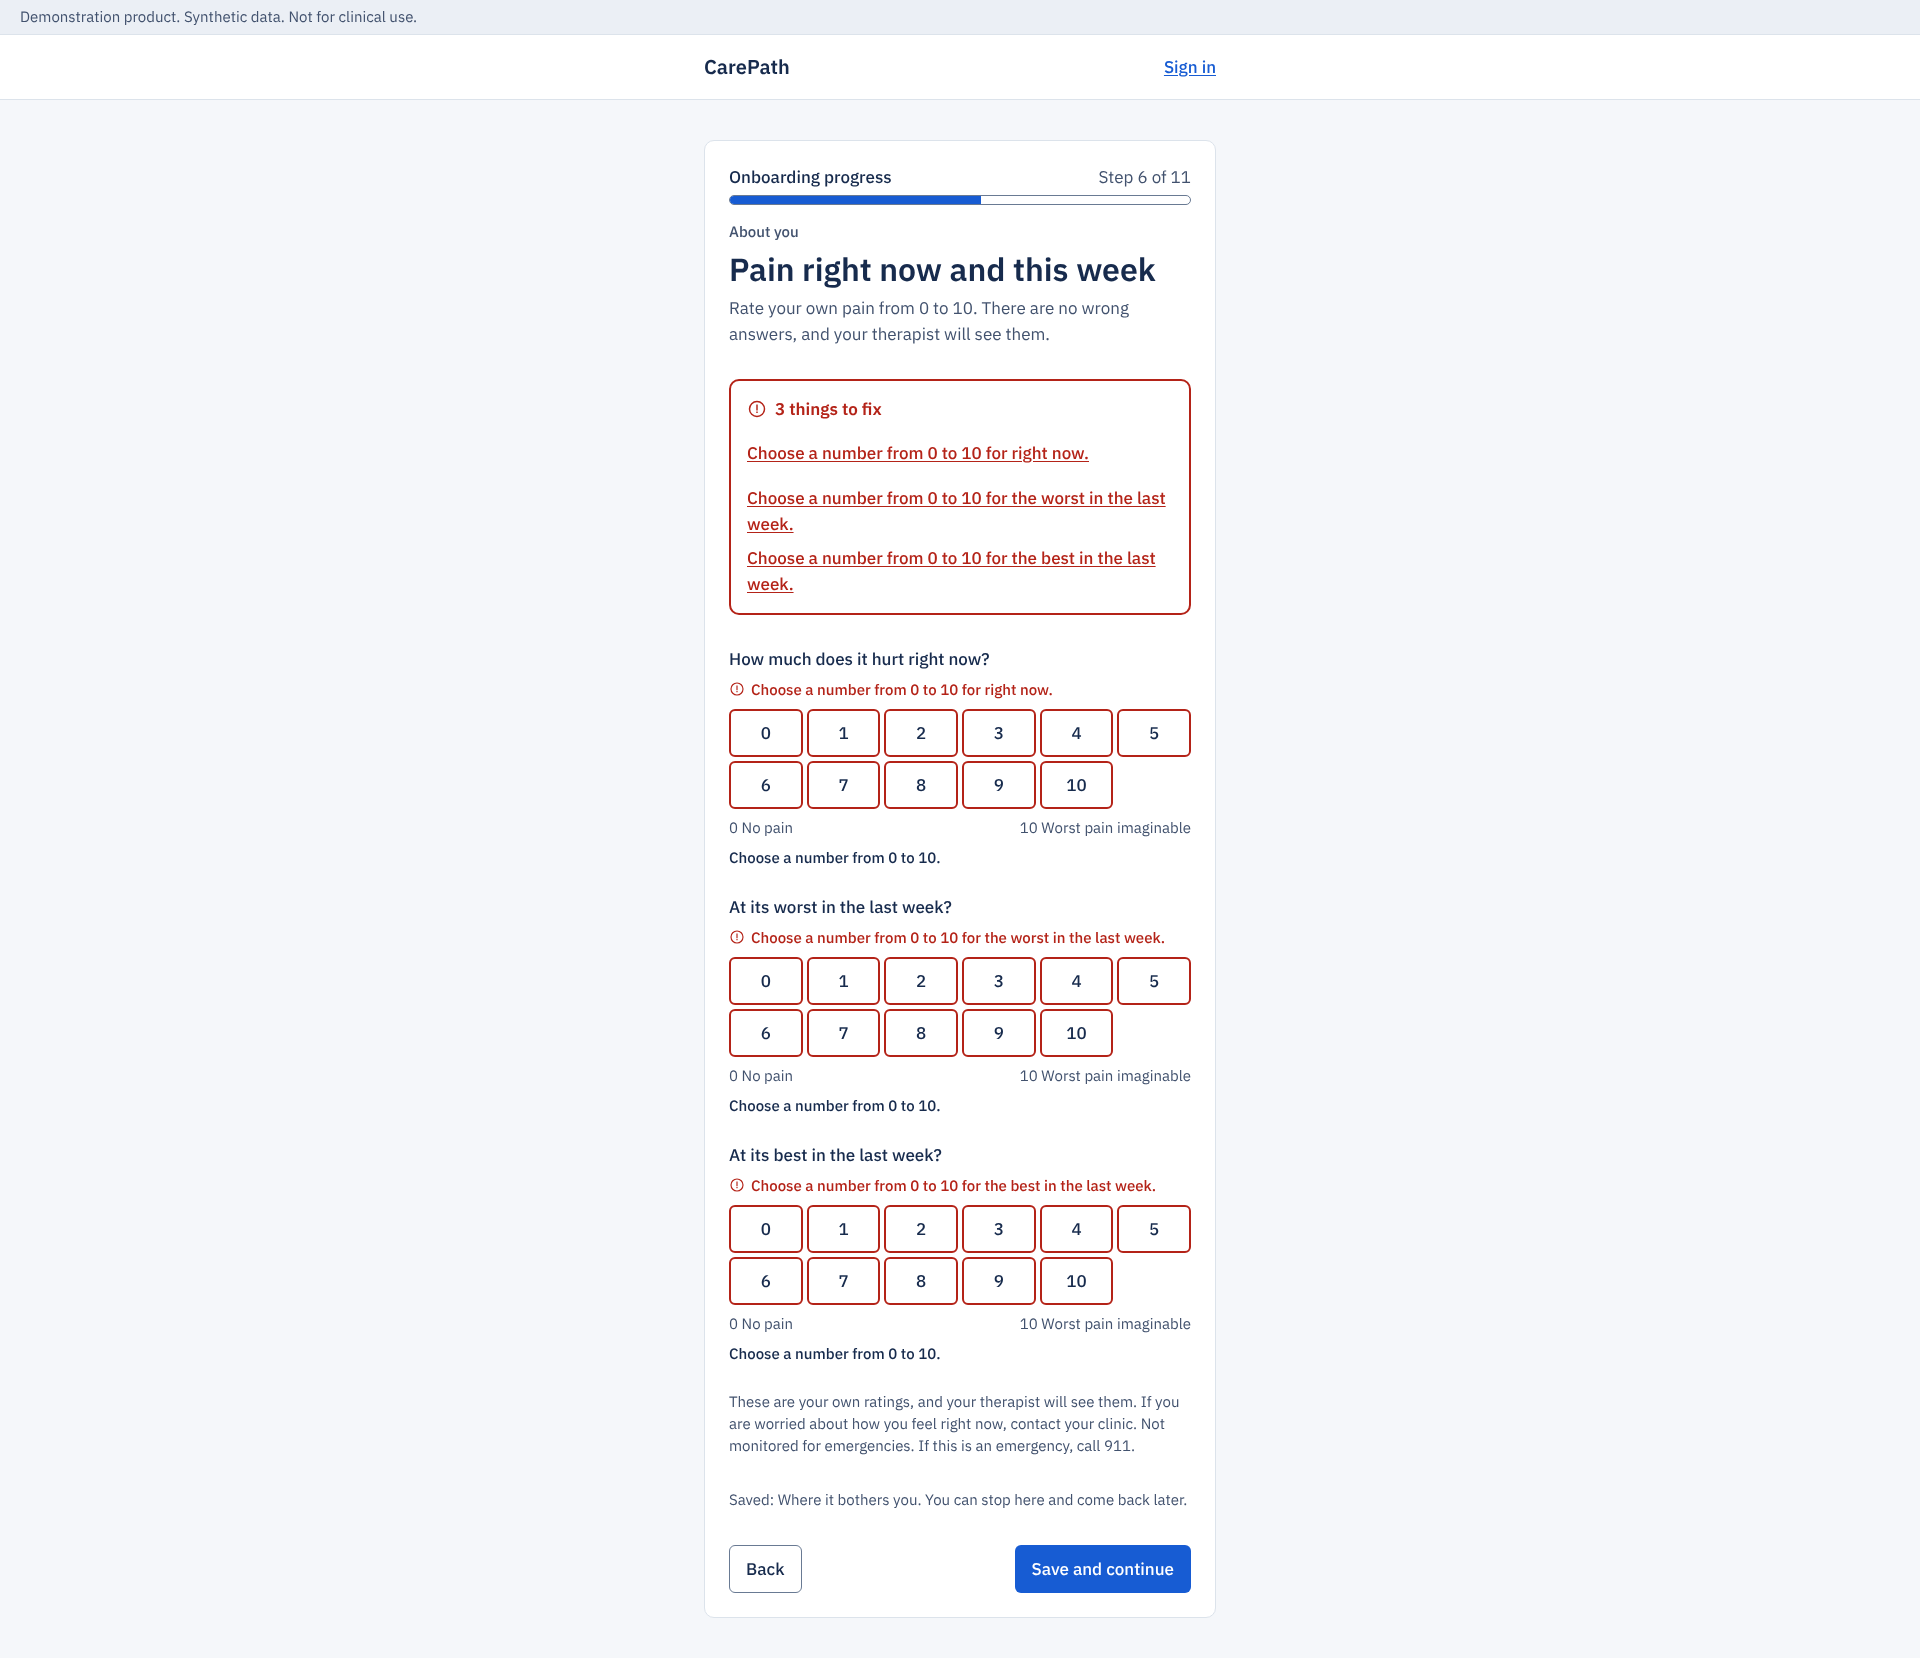 Demonstration product. Synthetic data. Not for clinical use.
CarePath
Sign in
Onboarding progress
Step 6 of 11
About you
Pain right now and this week
Rate your own pain from 0 to 10. There are no wrong
answers, and your therapist will see them.
3 things to fix
Choose a number from 0 to 10 for right now.
Choose a number from 0 to 10 for the worst in the last
week.
Choose a number from 0 to 10 for the best in the last
week.
How much does it hurt right now?
Choose a number from 0 to 10 for right now.
0 1 2 3 4 5
6 7 8 9 10
0 No pain
10 Worst pain imaginable
Choose a number from 0 to 10.
At its worst in the last week?
Choose a number from 0 to 10 for the worst in the last week.
0 1 2 3 4 5
6 7 8 9 10
0 No pain
10 Worst pain imaginable
Choose a number from 0 to 10.
At its best in the last week?
Choose a number from 0 to 10 for the best in the last week.
0 1 2 3 4 5
6 7 8 9 10
0 No pain
10 Worst pain imaginable
Choose a number from 0 to 10.
These are your own ratings, and your therapist will see them. If you
are worried about how you feel right now, contact your clinic. Not
monitored for emergencies. If this is an emergency, call 911.
Saved: Where it bothers you. You can stop here and come back later.
Back
Save and continue